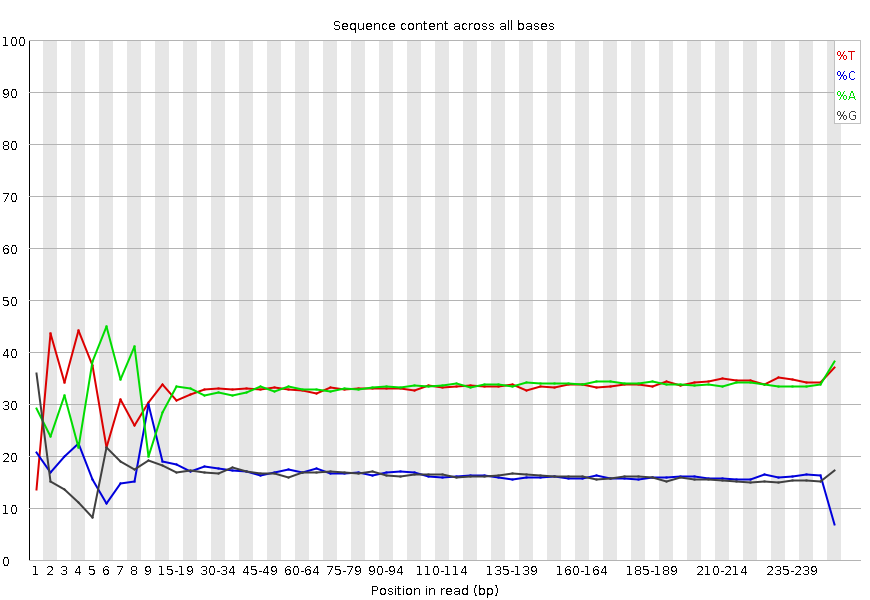 Sequence content across all bases
100
90
80
70
60
50
40
30
20
10
0
%T
%C
%A
%G
1 2 3 4 5 6 7 8 9 15-19 30-34 45-49 60-64 75-79 90-94 110-114 135-139 160-164 185-189 210-214 235-239
Position in read (bp)